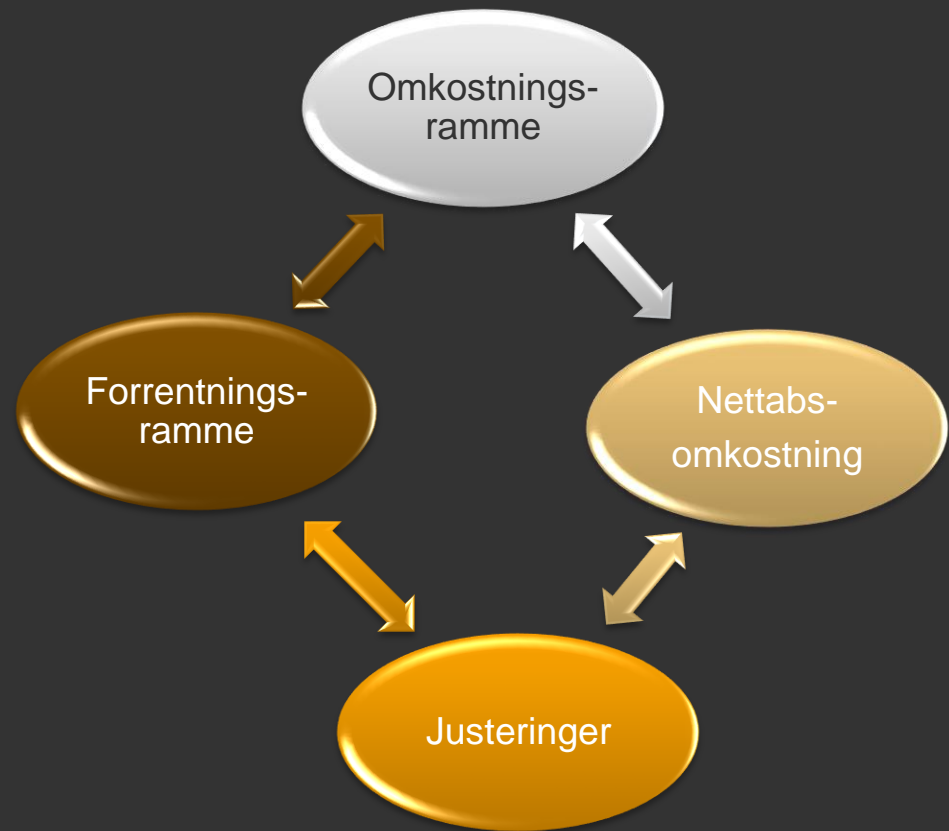 Omkostnings-
ramme
Forrentnings-
ramme
Nettabs-
omkostning
Justeringer